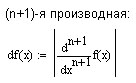 (n+1)-я производная:
df(x) := | d^{n+1}/dx^{n+1} f(x) |